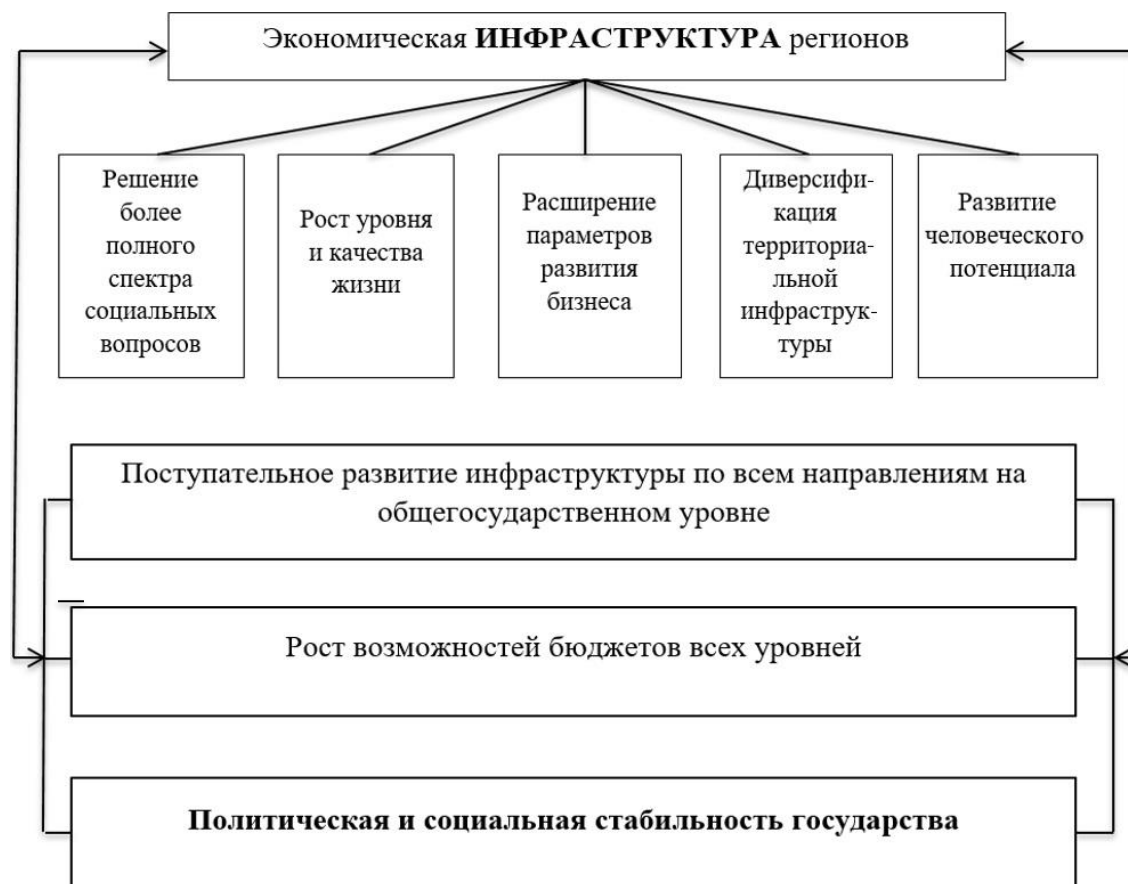 Экономическая ИНФРАСТРУКТУРА регионов
Решение
более
полного
спектра
социальных
вопросов
Рост уровня
и качества
жизни
Расширение
параметров
развития
бизнеса
Диверсифи-
кация
территориа-
льной
инфраструк-
туры
Развитие
человеческого
потенциала
Поступательное развитие инфраструктуры по всем направлениям на
общегосударственном уровне
Рост возможностей бюджетов всех уровней
Политическая и социальная стабильность государства